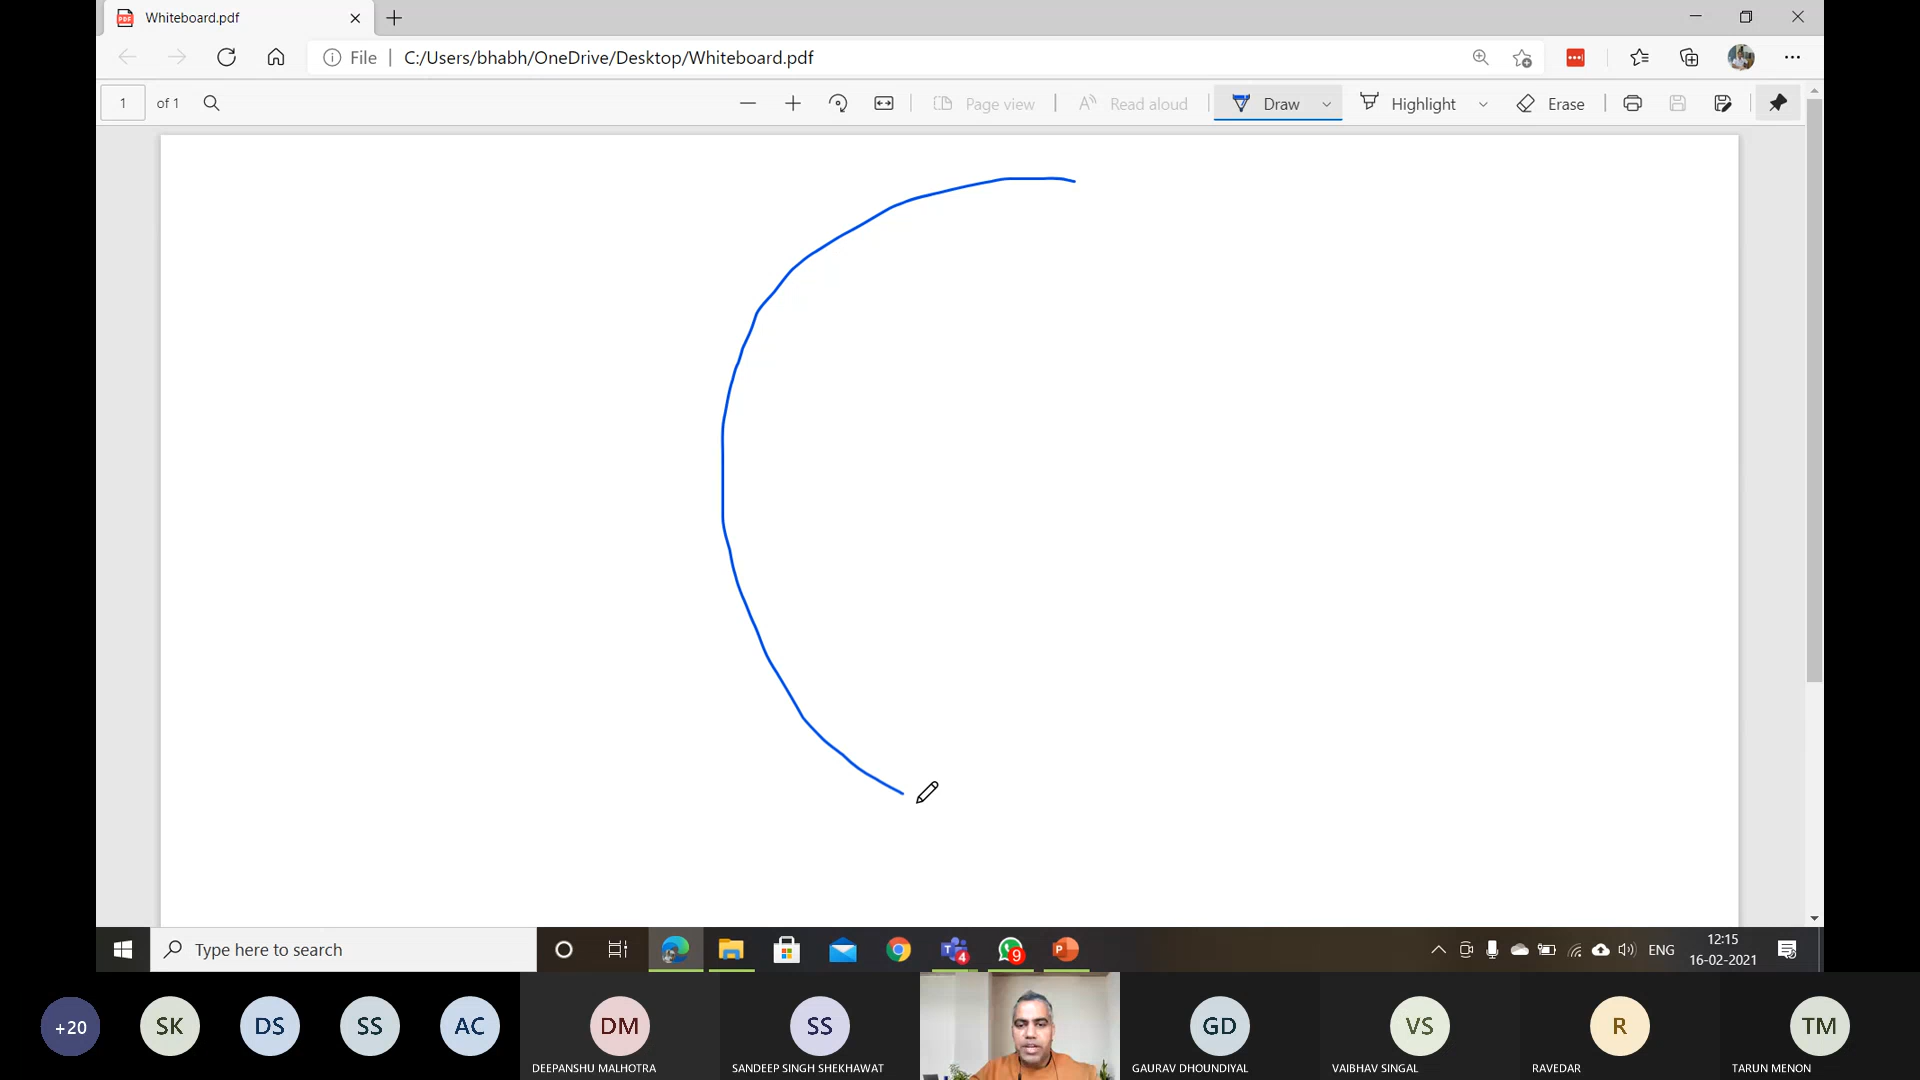 Whiteboard.pdf
File
C:/Users/bhabh/OneDrive/Desktop/Whiteboard.pdf
1 of 1
Page view
Read aloud
Draw
Highlight
Erase
Type here to search
4
9
ENG
12:15
16-02-2021
+20
SK
DS
SS
AC
DM
SS
GD
VS
R
TM
DEEPANSHU MALHOTRA
SANDEEP SINGH SHEKHAWAT
GAURAV DHOUNDIYAL
VAIBHAV SINGAL
RAVEDAR
TARUN MENON